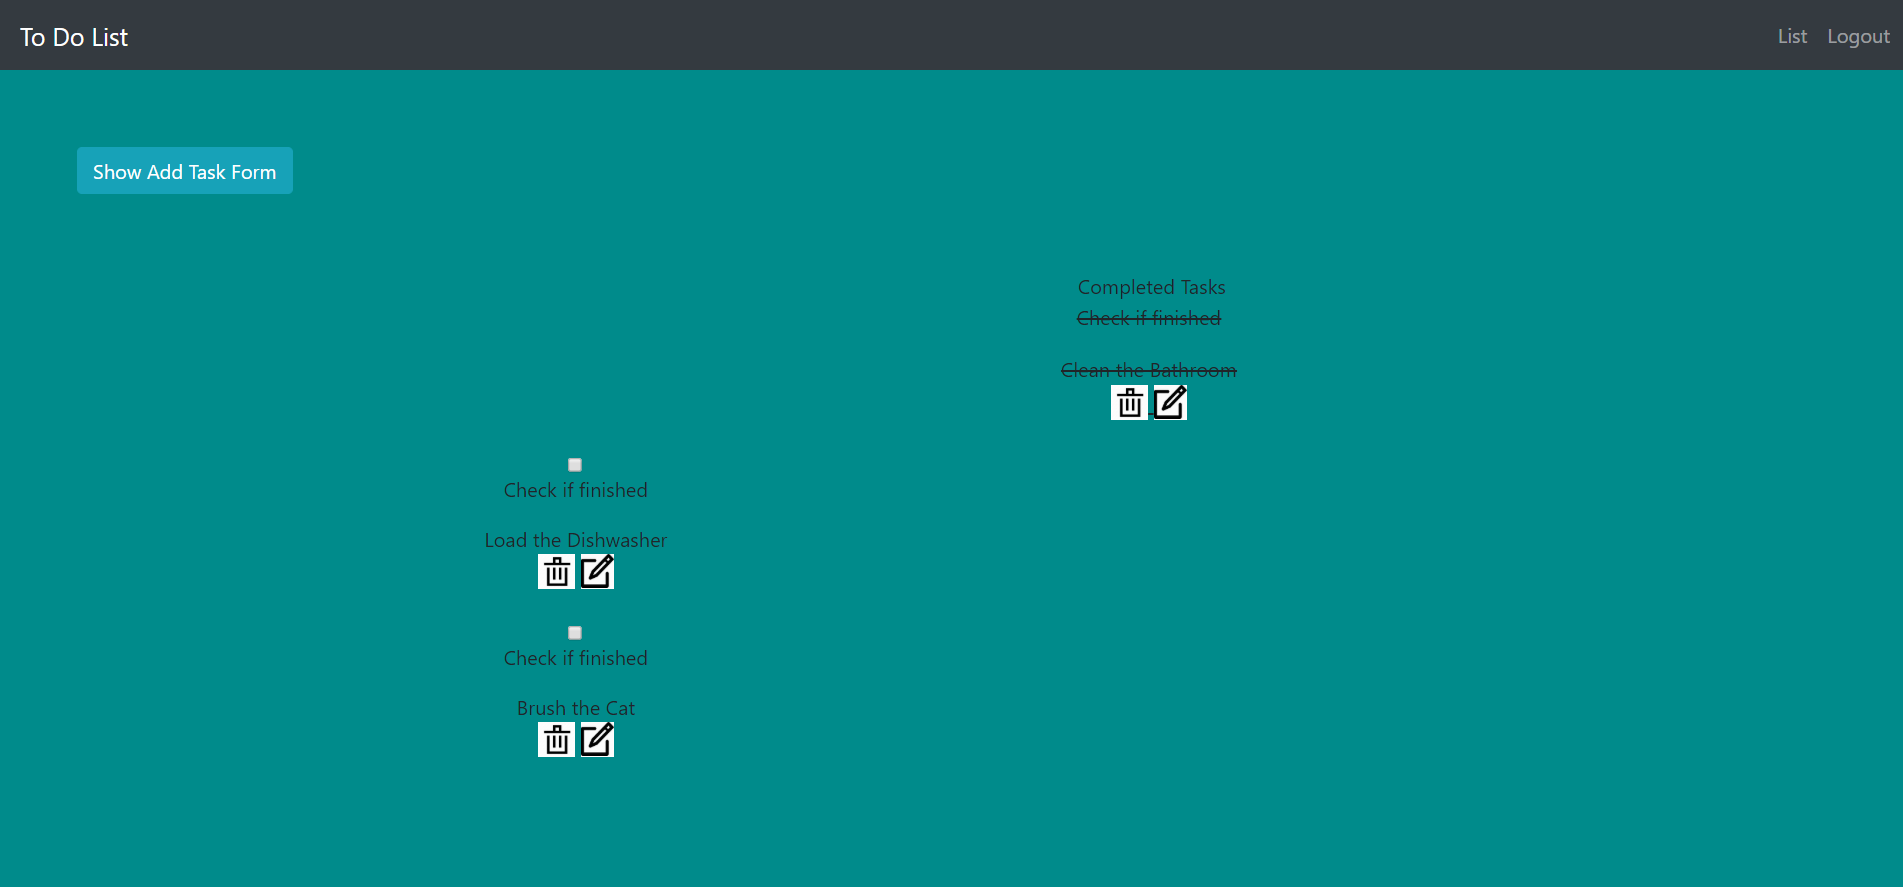 To Do List
List
Logout
Show Add Task Form
Completed Tasks
Check if finished
Clean the Bathroom
Check if finished
Load the Dishwasher
Check if finished
Brush the Cat